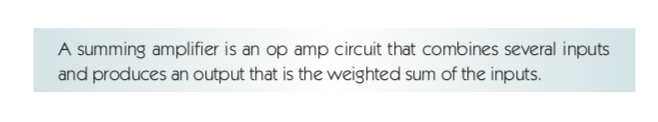 A summing amplifier is an op amp circuit that combines several inputs
and produces an output that is the weighted sum of the inputs.